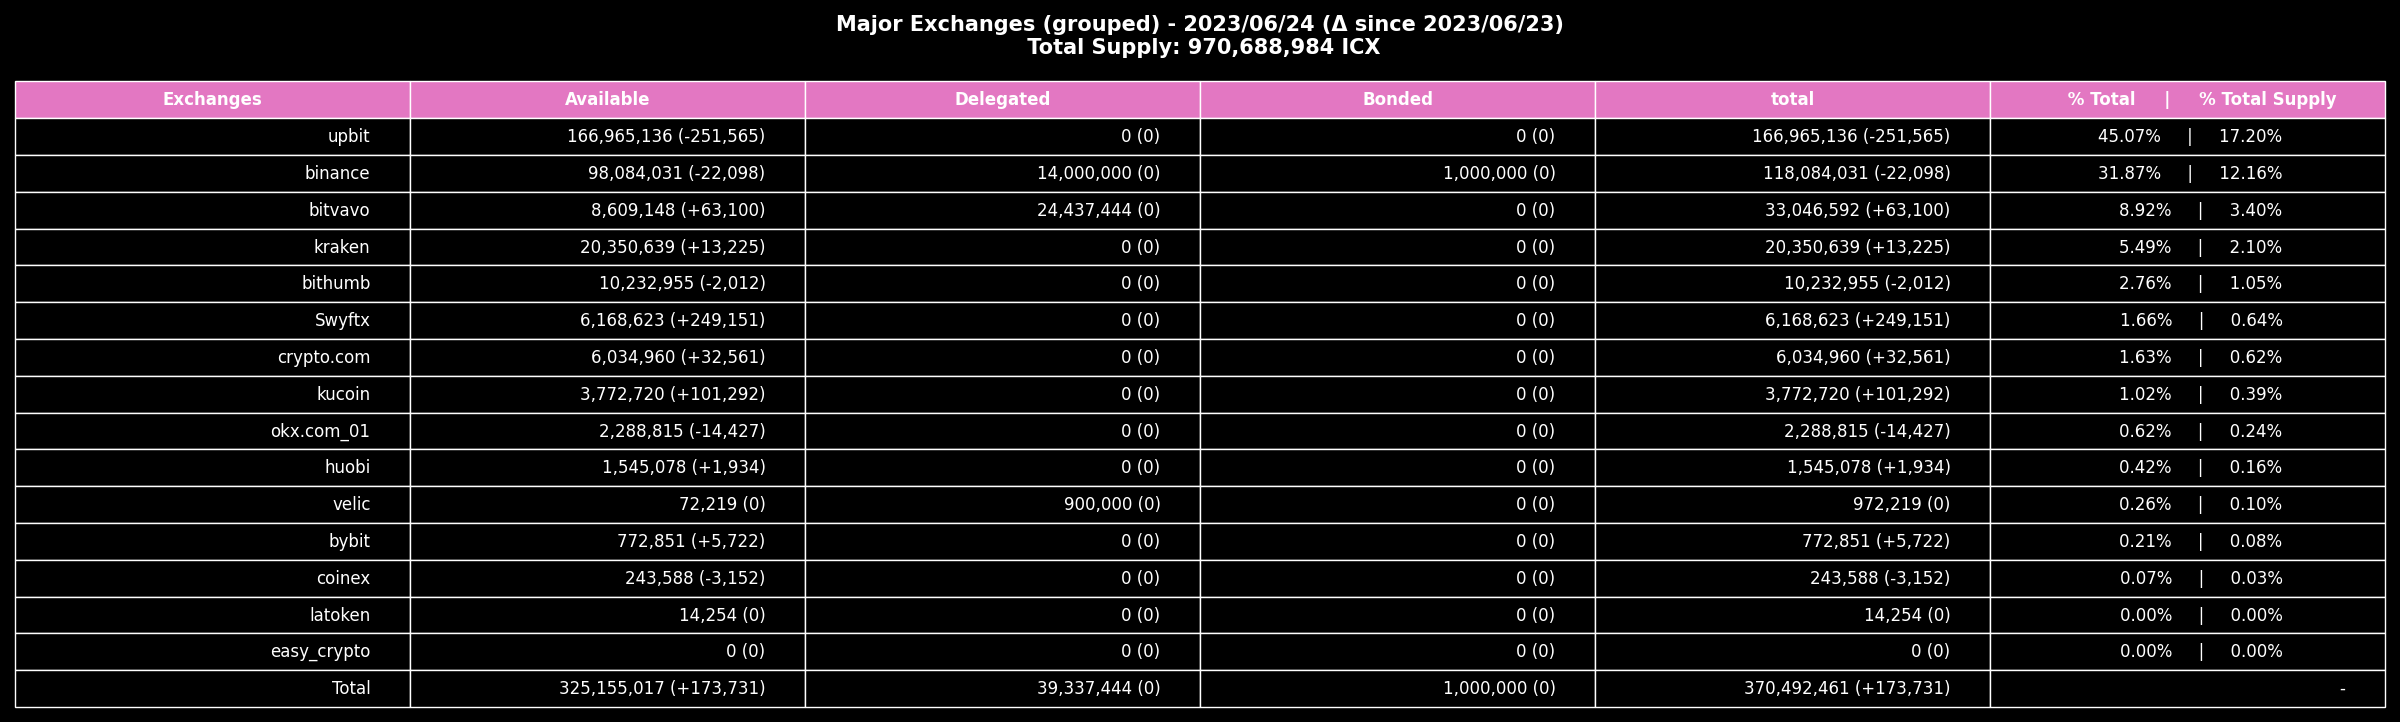 Major Exchanges (grouped) - 2023/06/24 (Δ since 2023/06/23)
Total Supply: 970,688,984 ICX
Exchanges Available Delegated Bonded total % Total | % Total Supply
upbit 166,965,136 (-251,565) 0 (0) 0 (0) 166,965,136 (-251,565) 45.07% | 17.20%
binance 98,084,031 (-22,098) 14,000,000 (0) 1,000,000 (0) 118,084,031 (-22,098) 31.87% | 12.16%
bitvavo 8,609,148 (+63,100) 24,437,444 (0) 0 (0) 33,046,592 (+63,100) 8.92% | 3.40%
kraken 20,350,639 (+13,225) 0 (0) 0 (0) 20,350,639 (+13,225) 5.49% | 2.10%
bithumb 10,232,955 (-2,012) 0 (0) 0 (0) 10,232,955 (-2,012) 2.76% | 1.05%
Swyftx 6,168,623 (+249,151) 0 (0) 0 (0) 6,168,623 (+249,151) 1.66% | 0.64%
crypto.com 6,034,960 (+32,561) 0 (0) 0 (0) 6,034,960 (+32,561) 1.63% | 0.62%
kucoin 3,772,720 (+101,292) 0 (0) 0 (0) 3,772,720 (+101,292) 1.02% | 0.39%
okx.com_01 2,288,815 (-14,427) 0 (0) 0 (0) 2,288,815 (-14,427) 0.62% | 0.24%
huobi 1,545,078 (+1,934) 0 (0) 0 (0) 1,545,078 (+1,934) 0.42% | 0.16%
velic 72,219 (0) 900,000 (0) 0 (0) 972,219 (0) 0.26% | 0.10%
bybit 772,851 (+5,722) 0 (0) 0 (0) 772,851 (+5,722) 0.21% | 0.08%
coinex 243,588 (-3,152) 0 (0) 0 (0) 243,588 (-3,152) 0.07% | 0.03%
latoken 14,254 (0) 0 (0) 0 (0) 14,254 (0) 0.00% | 0.00%
easy_crypto 0 (0) 0 (0) 0 (0) 0 (0) 0.00% | 0.00%
Total 325,155,017 (+173,731) 39,337,444 (0) 1,000,000 (0) 370,492,461 (+173,731) -